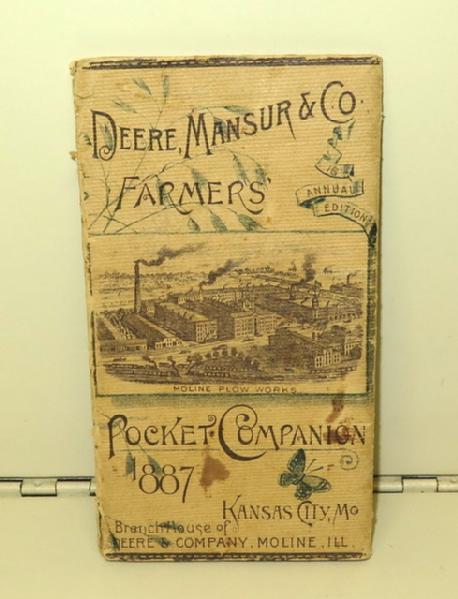 DEERE, MANSUR & CO.
FARMERS'
ANNUAL
EDITION
MOLINE PLOW WORKS
POCKET COMPANION
1887
KANSAS CITY, MO
Branch House of
DEERE & COMPANY, MOLINE, ILL.